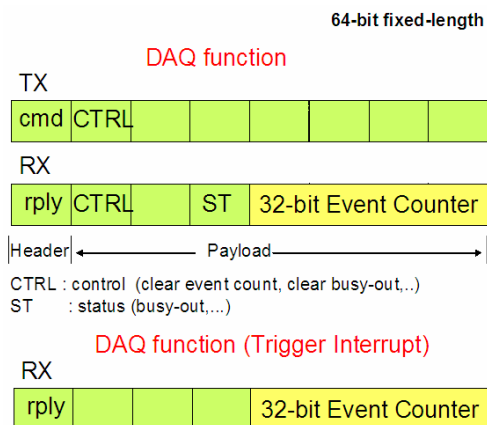 64-bit fixed-length
DAQ function
TX
cmd CTRL
RX
rply CTRL ST 32-bit Event Counter
Header Payload
CTRL : control (clear event count, clear busy-out,..)
ST : status (busy-out,...)
DAQ function (Trigger Interrupt)
RX
rply 32-bit Event Counter